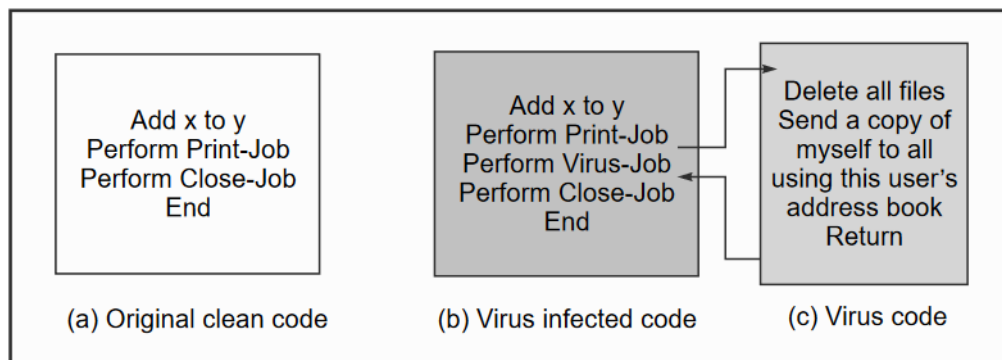 Add x to y
Perform Print-Job
Perform Close-Job
End
(a) Original clean code
Add x to y
Perform Print-Job
Perform Virus-Job
Perform Close-Job
End
(b) Virus infected code
Delete all files
Send a copy of
myself to all
using this user's
address book
Return
(c) Virus code